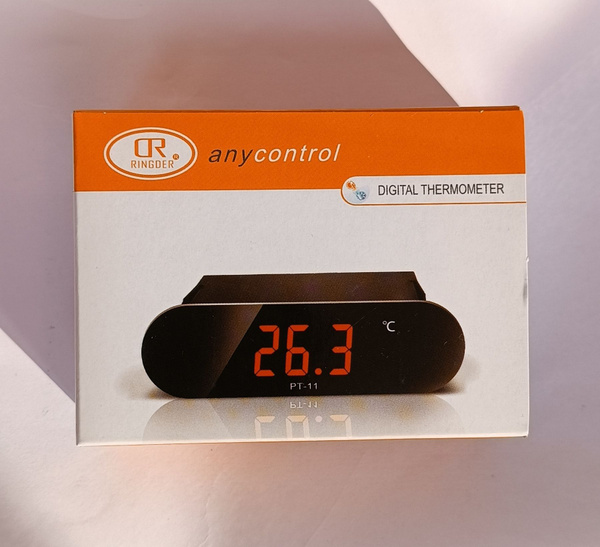 RINGDER
anycontrol
DIGITAL THERMOMETER
26.3 °C
PT-11